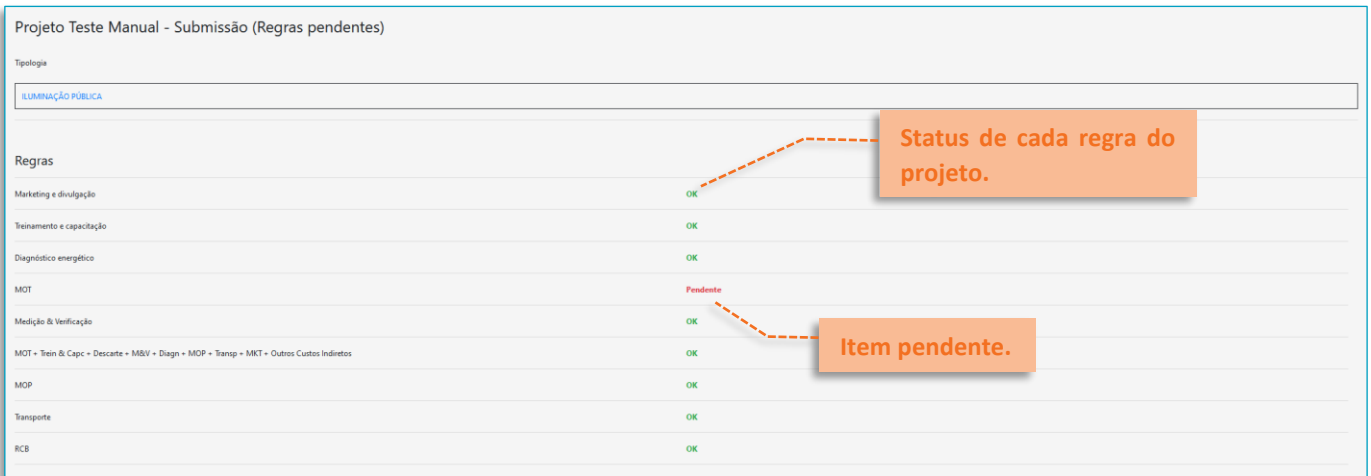 Projeto Teste Manual - Submissão (Regras pendentes)
Tipologia
ILUMINAÇÃO PÚBLICA
Status de cada regra do
projeto.
Regras
Marketing e divulgação OK
Treinamento e capacitação OK
Diagnóstico energético OK
MOT Pendente
Medição & Verificação OK
Item pendente.
MOT + Trein & Capc + Descarte + M&V + Diagn + MOP + Transp + MKT + Outros Custos Indiretos OK
MOP OK
Transporte OK
RCB OK